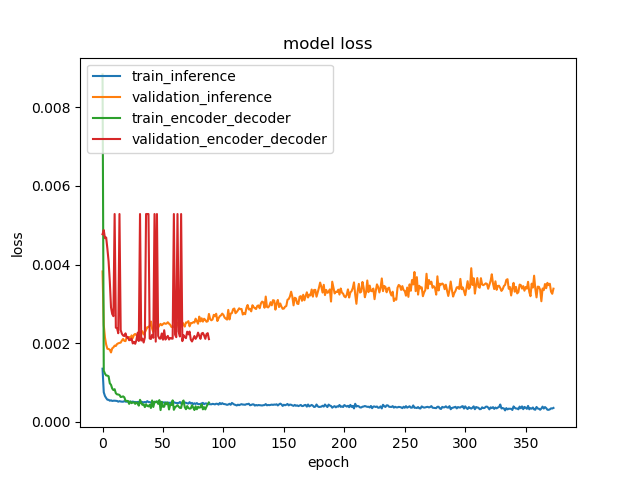 model loss
train_inference
validation_inference
train_encoder_decoder
validation_encoder_decoder
loss
0.008
0.006
0.004
0.002
0.000
0 50 100 150 200 250 300 350
epoch